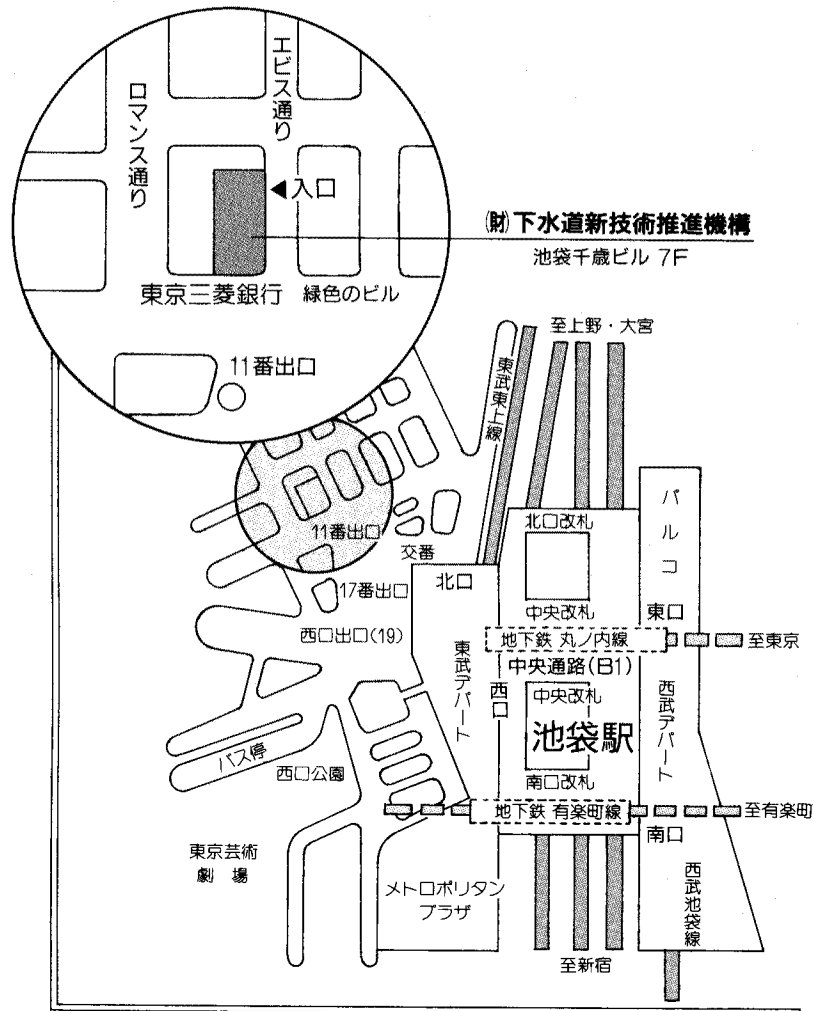 エビス通り
ロマンス通り
入口
(財)下水道新技術推進機構
池袋千歳ビル 7F
東京三菱銀行
緑色のビル
11番出口
至上野・大宮
東武東上線
パルコ
北口改札
11番出口
交番
北口
17番出口
中央改札
東口
西口出口(19)
地下鉄 丸ノ内線
至東京
東武デパート
中央通路(B1)
西口
中央改札
西武デパート
池袋駅
バス停
西口公園
南口改札
地下鉄 有楽町線
至有楽町
南口
東京芸術
劇 場
メトロポリタン
プラザ
西武池袋線
至新宿